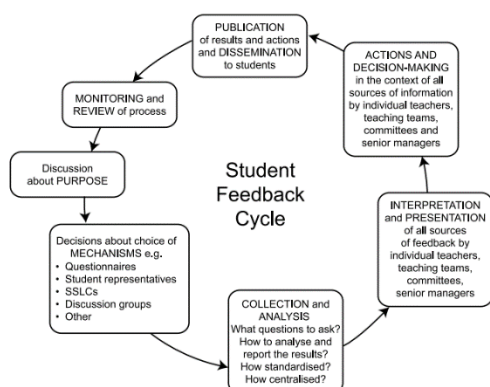 PUBLICATION
of results and actions
and DISSEMINATION
to students
ACTIONS AND
DECISION-MAKING
in the context of all
sources of information
by individual teachers,
teaching teams,
committees and
senior managers
MONITORING and
REVIEW of process
Discussion
about PURPOSE
Student
Feedback
Cycle
INTERPRETATION
and PRESENTATION
of all sources
of feedback by
individual teachers,
teaching teams,
committees,
senior managers
Decisions about choice of
MECHANISMS e.g.
• Questionnaires
• Student representatives
• SSLCs
• Discussion groups
• Other
COLLECTION and
ANALYSIS
What questions to ask?
How to analyse and
report the results?
How standardised?
How centralised?